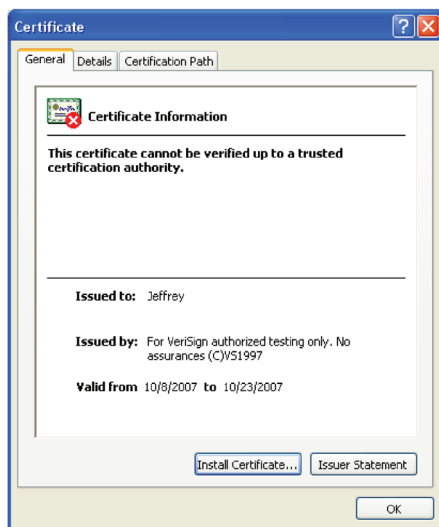 Certificate
General
Details
Certification Path
Certificate Information
This certificate cannot be verified up to a trusted
certification authority.
Issued to: Jeffrey
Issued by: For VeriSign authorized testing only. No
assurances (C)VS1997
Valid from 10/8/2007 to 10/23/2007
Install Certificate...
Issuer Statement
OK